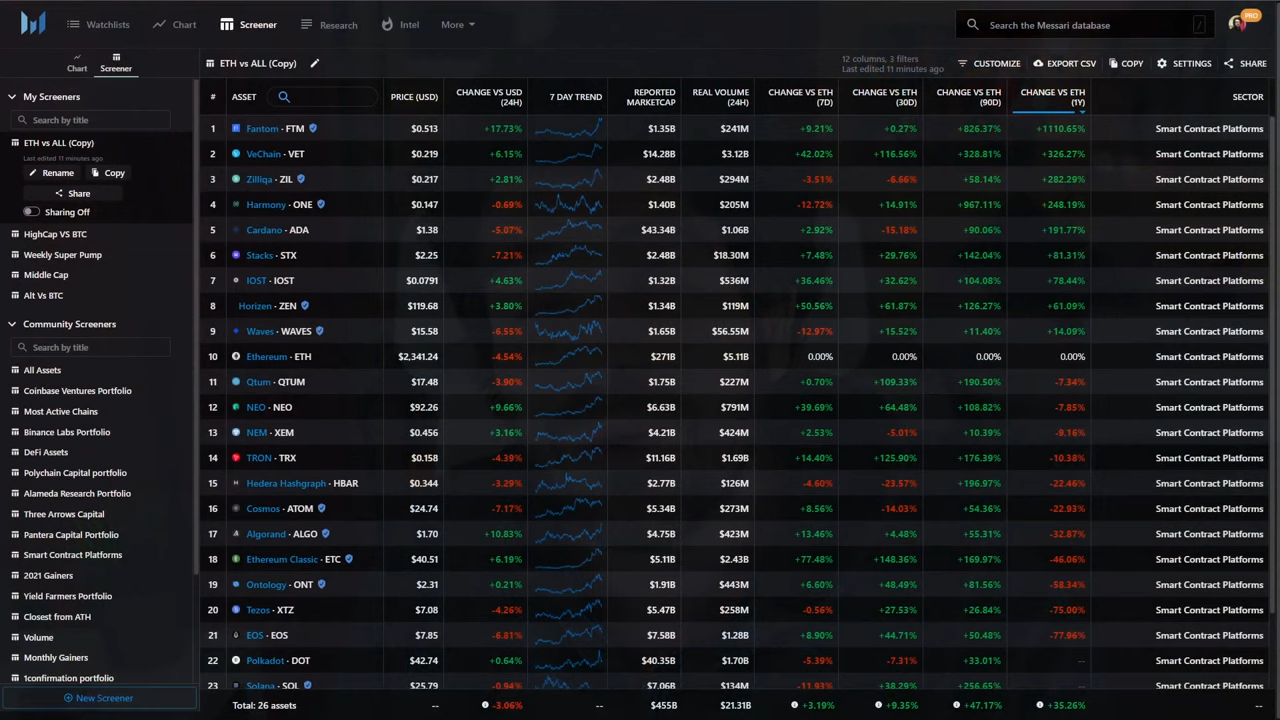 Watchlists
Chart
Screener
Research
Intel
More
Search the Messari database
/
PRO
Chart
Screener
ETH vs ALL (Copy)
12 columns, 3 filters
Last edited 11 minutes ago
CUSTOMIZE
EXPORT CSV
COPY
SETTINGS
SHARE
My Screeners
Search by title
ETH vs ALL (Copy)
Last edited 11 minutes ago
Rename
Copy
Share
Sharing Off
HighCap VS BTC
Weekly Super Pump
Middle Cap
Alt Vs BTC
Community Screeners
Search by title
All Assets
Coinbase Ventures Portfolio
Most Active Chains
Binance Labs Portfolio
DeFi Assets
Polychain Capital portfolio
Alameda Research Portfolio
Three Arrows Capital
Pantera Capital Portfolio
Smart Contract Platforms
2021 Gainers
Yield Farmers Portfolio
Closest from ATH
Volume
Monthly Gainers
1confirmation portfolio
New Screener
# ASSET PRICE (USD) CHANGE VS USD (24H) 7 DAY TREND REPORTED MARKETCAP REAL VOLUME (24H) CHANGE VS ETH (7D) CHANGE VS ETH (30D) CHANGE VS ETH (90D) CHANGE VS ETH (1Y) SECTOR
1 Fantom · FTM $0.513 +17.73% $1.35B $241M +9.21% +0.27% +826.37% +1110.65% Smart Contract Platforms
2 VeChain · VET $0.219 +6.15% $14.28B $3.12B +42.02% +116.56% +328.81% +326.27% Smart Contract Platforms
3 Zilliqa · ZIL $0.217 +2.81% $2.48B $294M -3.51% -6.66% +58.14% +282.29% Smart Contract Platforms
4 Harmony · ONE $0.147 -0.69% $1.40B $205M -12.72% +14.91% +967.11% +248.19% Smart Contract Platforms
5 Cardano · ADA $1.38 -5.07% $43.34B $1.06B +2.92% -15.18% +90.06% +191.77% Smart Contract Platforms
6 Stacks · STX $2.25 -7.21% $2.48B $18.30M +7.48% +29.76% +142.04% +81.31% Smart Contract Platforms
7 IOST · IOST $0.0791 +4.63% $1.32B $536M +36.46% +32.62% +104.08% +78.44% Smart Contract Platforms
8 Horizen · ZEN $119.68 +3.80% $1.34B $119M +50.56% +61.87% +126.27% +61.09% Smart Contract Platforms
9 Waves · WAVES $15.58 -6.55% $1.65B $56.55M -12.97% +15.52% +11.40% +14.09% Smart Contract Platforms
10 Ethereum · ETH $2,341.24 -4.54% $271B $5.11B 0.00% 0.00% 0.00% 0.00% Smart Contract Platforms
11 Qtum · QTUM $17.48 -3.90% $1.75B $227M +0.70% +109.33% +190.50% -7.34% Smart Contract Platforms
12 NEO · NEO $92.26 +9.66% $6.63B $791M +39.69% +64.48% +108.82% -7.85% Smart Contract Platforms
13 NEM · XEM $0.456 +3.16% $4.21B $424M +2.53% -5.01% +10.39% -9.16% Smart Contract Platforms
14 TRON · TRX $0.158 -4.39% $11.16B $1.69B +14.40% +125.90% +176.39% -10.38% Smart Contract Platforms
15 Hedera Hashgraph · HBAR $0.344 -3.29% $2.77B $126M -4.60% -23.57% +196.97% -22.46% Smart Contract Platforms
16 Cosmos · ATOM $24.74 -7.17% $5.34B $273M +8.56% -14.03% +54.36% -22.93% Smart Contract Platforms
17 Algorand · ALGO $1.70 +10.83% $4.75B $423M +13.46% +4.48% +55.31% -32.87% Smart Contract Platforms
18 Ethereum Classic · ETC $40.51 +6.19% $5.11B $2.43B +77.48% +148.36% +169.97% -46.06% Smart Contract Platforms
19 Ontology · ONT $2.31 +0.21% $1.91B $443M +6.60% +48.49% +81.56% -58.34% Smart Contract Platforms
20 Tezos · XTZ $7.08 -4.26% $5.47B $258M -0.56% +27.53% +26.84% -75.00% Smart Contract Platforms
21 EOS · EOS $7.85 -6.81% $7.58B $1.28B +8.90% +44.71% +50.48% -77.96% Smart Contract Platforms
22 Polkadot · DOT $42.74 +0.64% $40.35B $1.70B -5.39% -7.31% +33.01% -- Smart Contract Platforms
23 Solana · SOL $25.79 -0.94% $7.06B $134M -11.93% +38.29% +256.65% -- Smart Contract Platforms
Total: 26 assets -- -3.06% -- $455B $21.31B +3.19% +9.35% +47.17% +35.26% --